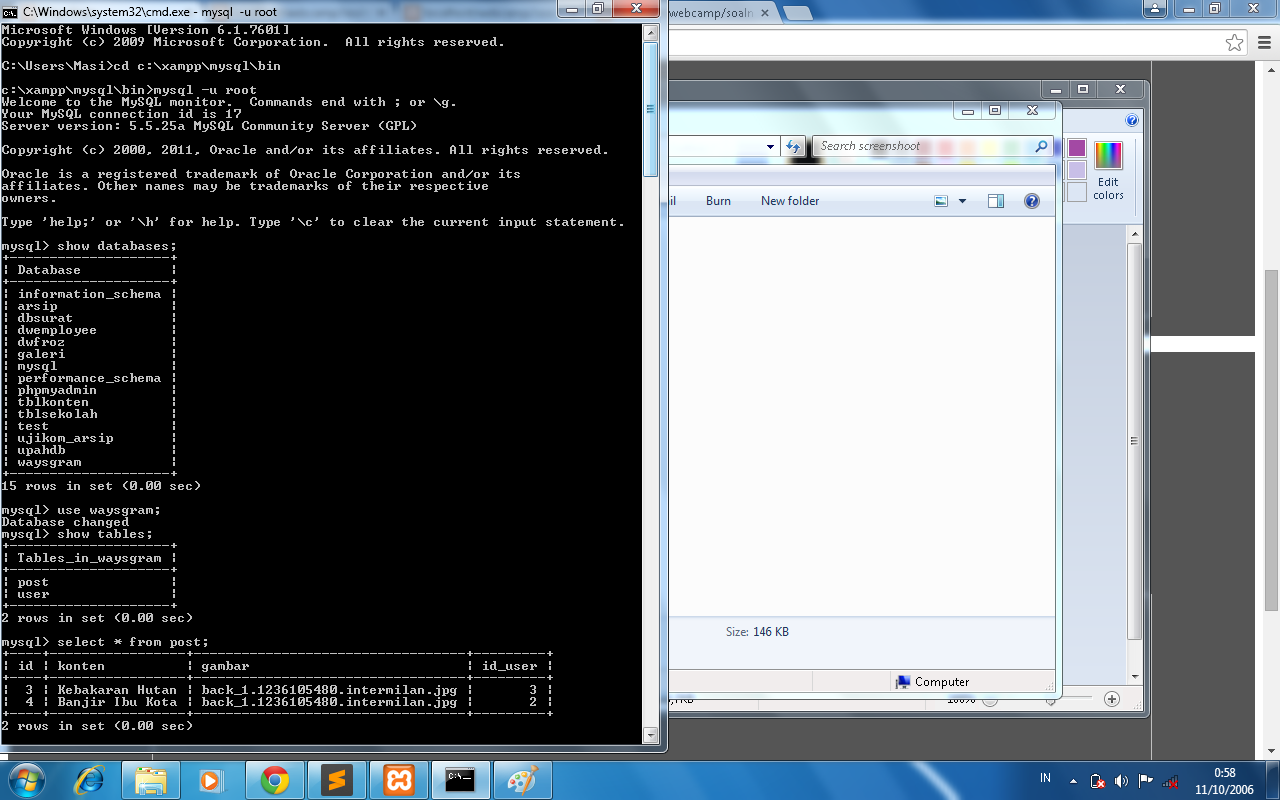 C:\Windows\system32\cmd.exe - mysql -u root
Microsoft Windows [Version 6.1.7601]
Copyright (c) 2009 Microsoft Corporation.  All rights reserved.
C:\Users\Masi>cd c:\xampp\mysql\bin
c:\xampp\mysql\bin>mysql -u root
Welcome to the MySQL monitor.  Commands end with ; or \g.
Your MySQL connection id is 17
Server version: 5.5.25a MySQL Community Server (GPL)
Copyright (c) 2000, 2011, Oracle and/or its affiliates. All rights reserved.
Oracle is a registered trademark of Oracle Corporation and/or its
affiliates. Other names may be trademarks of their respective
owners.
Type 'help;' or '\h' for help. Type '\c' to clear the current input statement.
mysql> show databases;
+--------------------+
| Database           |
+--------------------+
| information_schema |
| arsip              |
| dbsurat            |
| dwemployee         |
| dwfroz             |
| galeri             |
| mysql              |
| performance_schema |
| phpmyadmin         |
| tblkonten          |
| tblsekolah         |
| test               |
| ujikom_arsip       |
| upahdb             |
| waysgram           |
+--------------------+
15 rows in set (0.00 sec)
mysql> use waysgram;
Database changed
mysql> show tables;
+--------------------+
| Tables_in_waysgram |
+--------------------+
| post               |
| user               |
+--------------------+
2 rows in set (0.00 sec)
mysql> select * from post;
+----+-----------------+----------------------------------+---------+
| id | konten          | gambar                           | id_user |
+----+-----------------+----------------------------------+---------+
|  3 | Kebakaran Hutan | back_1.1236105480.intermilan.jpg |       3 |
|  4 | Banjir Ibu Kota | back_1.1236105480.intermilan.jpg |       2 |
+----+-----------------+----------------------------------+---------+
2 rows in set (0.00 sec)
webcamp/soaln
Search screenshoot
Burn New folder
Edit
colors
Size: 146 KB
Computer
IN
0:58
11/10/2006